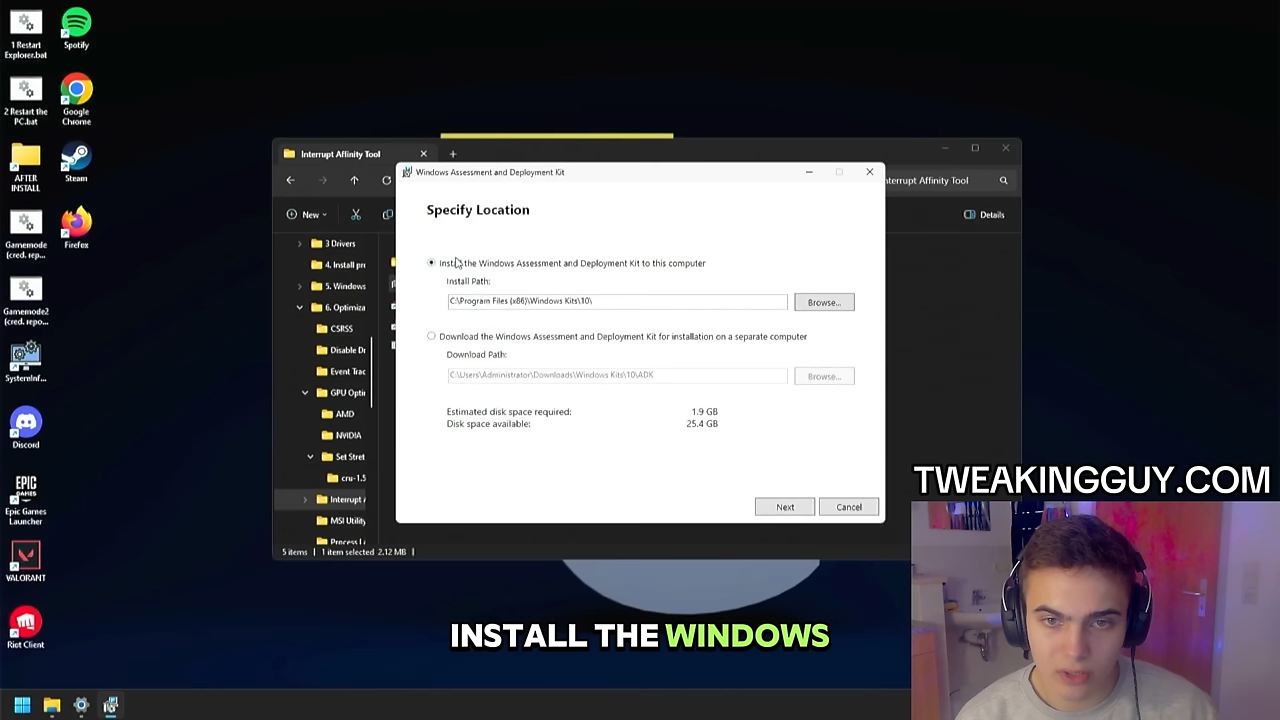 1 Restart
Explorer.bat
Spotify
2 Restart the
PC.bat
Google
Chrome
AFTER
INSTALL
Steam
Gamemode
(cred. rep...
Firefox
Gamemode2
(cred. repo...
SystemInf...
Discord
EPIC
GAMES
Epic Games
Launcher
VALORANT
Riot Client
Interrupt Affinity Tool
New
Interrupt Affinity Tool
Details
3 Drivers
4. Install pr
5. Windows
6. Optimiza
CSRSS
Disable Dr
Event Trac
GPU Opti
AMD
NVIDIA
Set Stret
cru-1.5
Interrupt A
MSI Utility
5 items
1 item selected 2.12 MB
Windows Assessment and Deployment Kit
Specify Location
Install the Windows Assessment and Deployment Kit to this computer
Install Path:
C:\Program Files (x86)\Windows Kits\10\
Browse...
Download the Windows Assessment and Deployment Kit for installation on a separate computer
Download Path:
C:\Users\Administrator\Downloads\Windows Kits\10\ADK
Browse...
Estimated disk space required: 1.9 GB
Disk space available: 25.4 GB
Next
Cancel
TWEAKINGGUY.COM
INSTALL THE WINDOWS